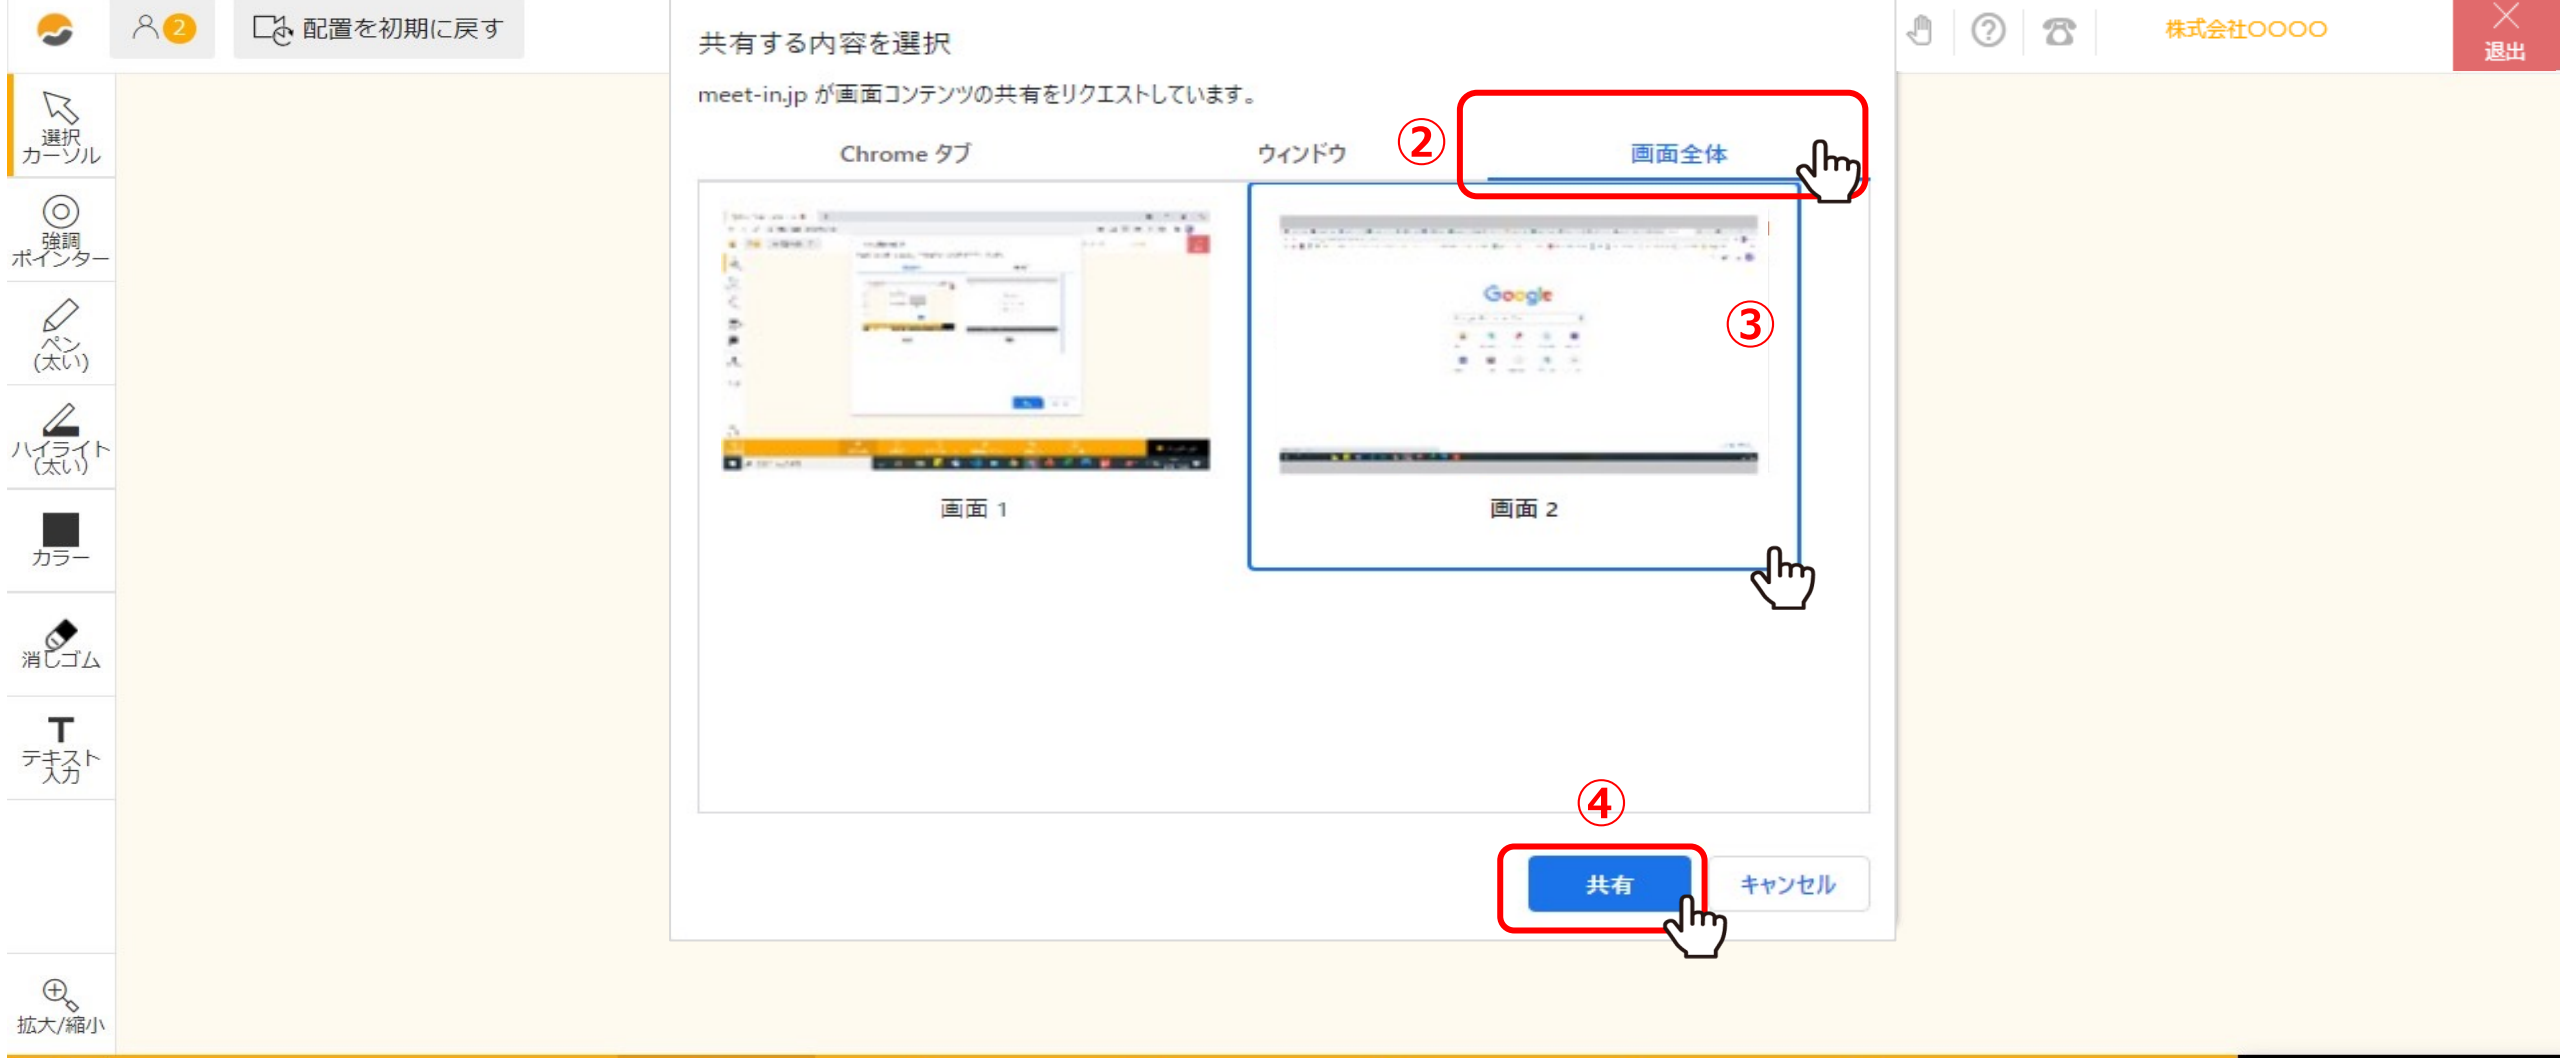 2
配置を初期に戻す
株式会社〇〇〇〇
退出
共有する内容を選択
meet-in.jp が画面コンテンツの共有をリクエストしています。
Chrome タブ
ウィンドウ
②
画面全体
選択
カーソル
強調
ポインター
ペン
(太い)
ハイライト
(太い)
カラー
消しゴム
T
テキスト
入力
拡大/縮小
Google
③
画面 1
画面 2
④
共有
キャンセル